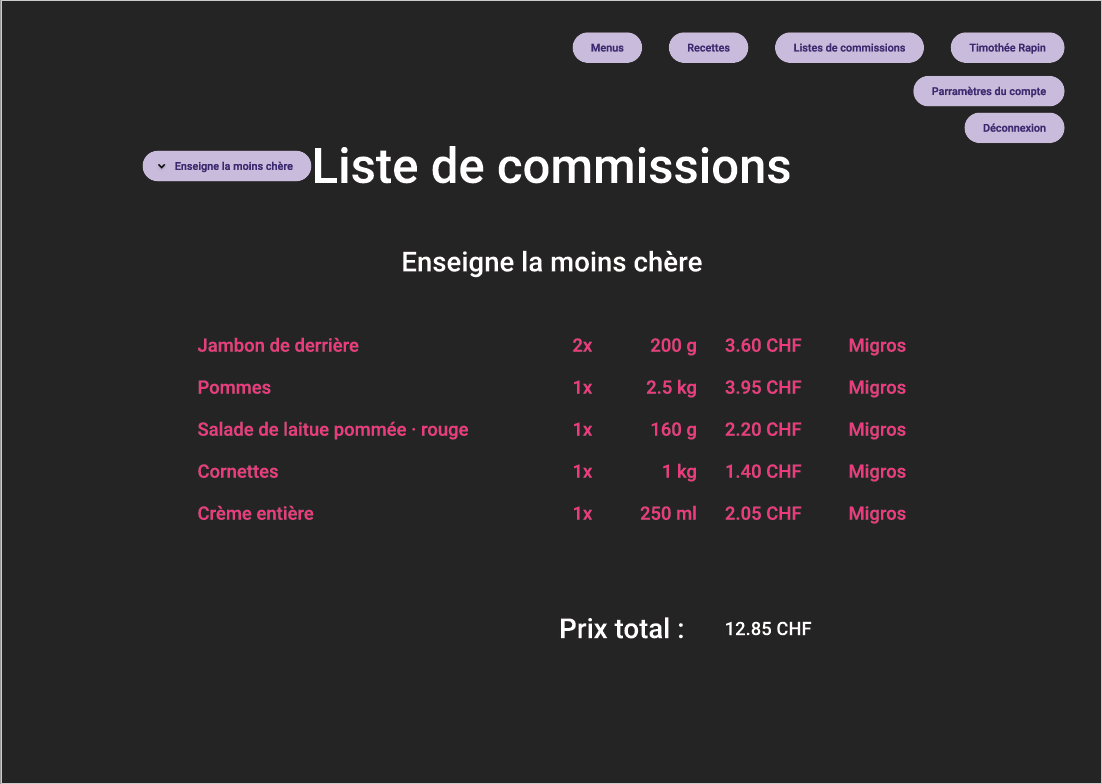 Menus Recettes Listes de commissions Timothée Rapin
Parramètres du compte
Déconnexion
Enseigne la moins chère Liste de commissions
Enseigne la moins chère
Jambon de derrière 2x 200 g 3.60 CHF Migros
Pommes 1x 2.5 kg 3.95 CHF Migros
Salade de laitue pommée · rouge 1x 160 g 2.20 CHF Migros
Cornettes 1x 1 kg 1.40 CHF Migros
Crème entière 1x 250 ml 2.05 CHF Migros
Prix total : 12.85 CHF